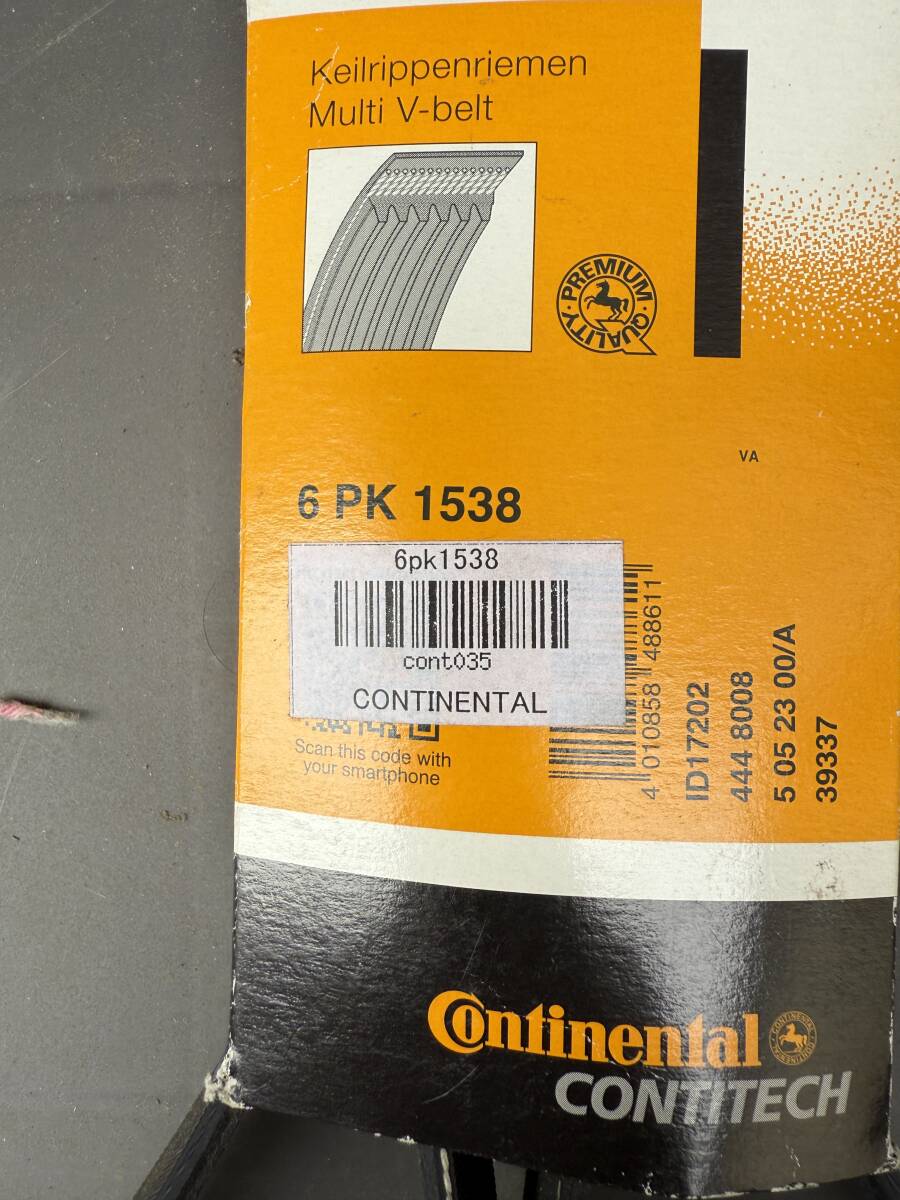 Keilrippenriemen
Multi V-belt
PREMIUM
QUALITY
VA
6 PK 1538
6pk1538
cont035
CONTINENTAL
Scan this code with
your smartphone
4 010858 488611
ID17202
444 8008
5 05 23 00/A
39337
Continental
CONTINENTAL
CONTITECH